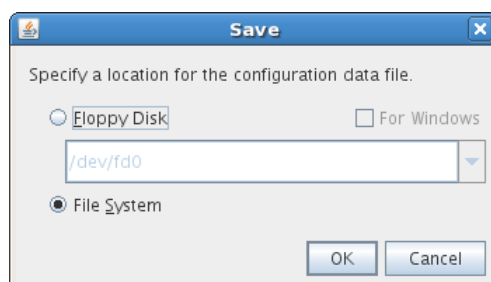 Save
Specify a location for the configuration data file.
Floppy Disk For Windows
/dev/fd0
File System
OK Cancel